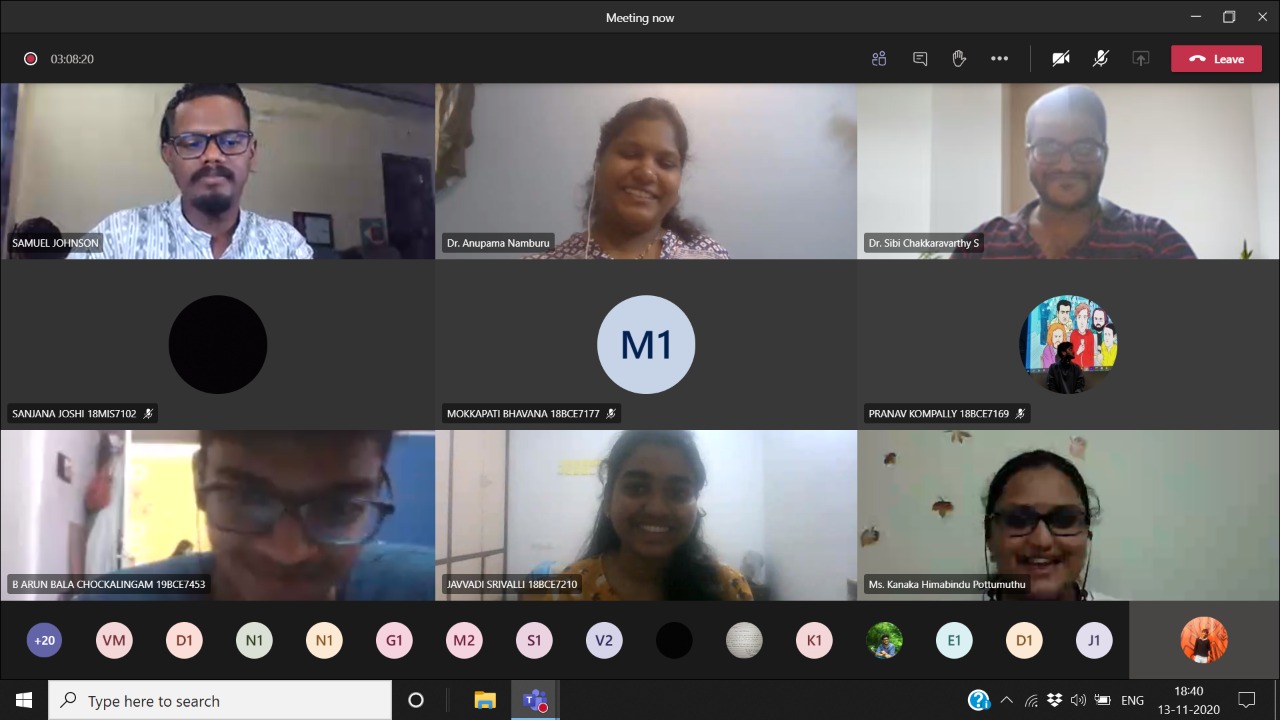 Meeting now
03:08:20
Leave
SAMUEL JOHNSON
Dr. Anupama Namburu
Dr. Sibi Chakkaravarthy S
M1
SANJANA JOSHI 18MIS7102
MOKKAPATI BHAVANA 18BCE7177
PRANAV KOMPALLY 18BCE7169
B ARUN BALA CHOCKALINGAM 19BCE7453
JAVVADI SRIVALLI 18BCE7210
Ms. Kanaka Himabindu Pottumuthu
+20 VM D1 N1 N1 G1 M2 S1 V2 K1 E1 D1 J1
Type here to search
ENG
18:40
13-11-2020